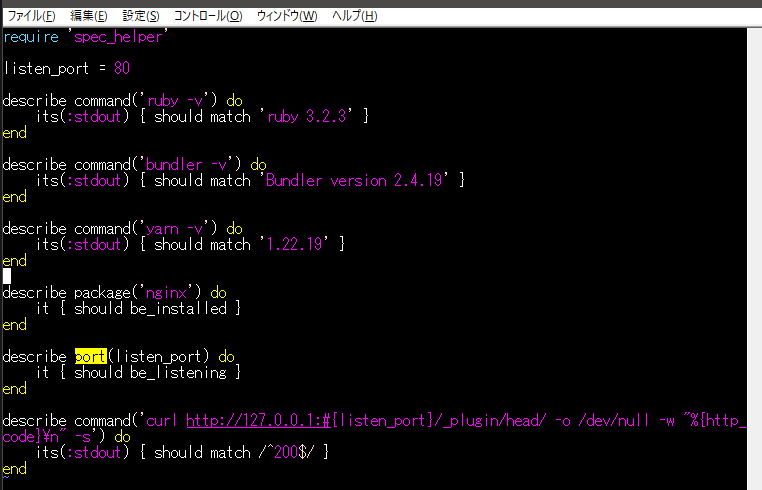 ファイル(F) 編集(E) 設定(S) コントロール(O) ウィンドウ(W) ヘルプ(H)
require 'spec_helper'
listen_port = 80
describe command('ruby -v') do
its(:stdout) { should match 'ruby 3.2.3' }
end
describe command('bundler -v') do
its(:stdout) { should match 'Bundler version 2.4.19' }
end
describe command('yarn -v') do
its(:stdout) { should match '1.22.19' }
end
describe package('nginx') do
it { should be_installed }
end
describe port(listen_port) do
it { should be_listening }
end
describe command('curl http://127.0.0.1:#{listen_port}/_plugin/head/ -o /dev/null -w "%{http_
code}¥n" -s') do
its(:stdout) { should match /^200$/ }
end
~